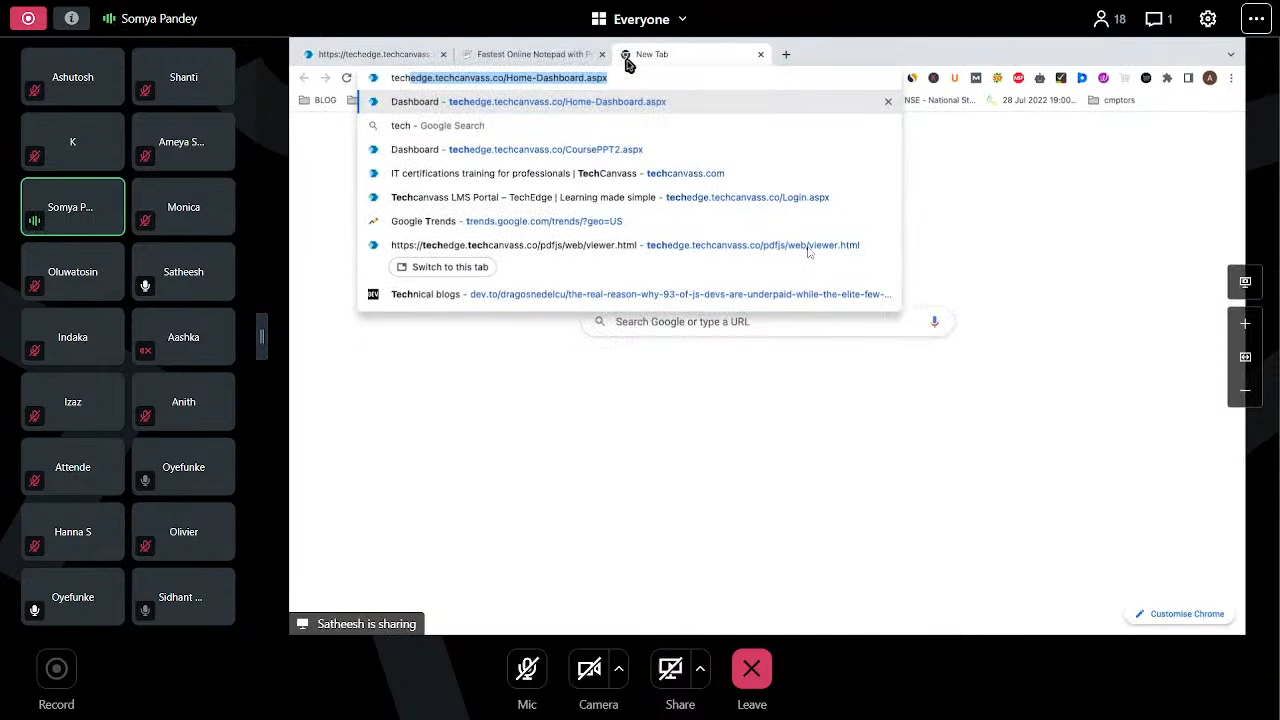 Somya Pandey
Everyone
18
1
Ashutosh
Shanti
K
Ameya S...
Somya P...
Monica
Oluwatosin
Satheesh
Indaka
Aashka
Izaz
Anith
Attende
Oyefunke
Hanna S
Olivier
Oyefunke
Sidhant ...
https://techedge.techcanvass.
Fastest Online Notepad with P
New Tab
techedge.techcanvass.co/Home-Dashboard.aspx
BLOG
NSE - National St...
28 Jul 2022 19:00...
cmptors
Dashboard - techedge.techcanvass.co/Home-Dashboard.aspx
tech - Google Search
Dashboard - techedge.techcanvass.co/CoursePPT2.aspx
IT certifications training for professionals | TechCanvass - techcanvass.com
Techcanvass LMS Portal – TechEdge | Learning made simple - techedge.techcanvass.co/Login.aspx
Google Trends - trends.google.com/trends/?geo=US
https://techedge.techcanvass.co/pdfjs/web/viewer.html - techedge.techcanvass.co/pdfjs/web/viewer.html
Switch to this tab
Technical blogs - dev.to/dragosnedelcu/the-real-reason-why-93-of-js-devs-are-underpaid-while-the-elite-few-...
Search Google or type a URL
Customise Chrome
Satheesh is sharing
Record
Mic
Camera
Share
Leave